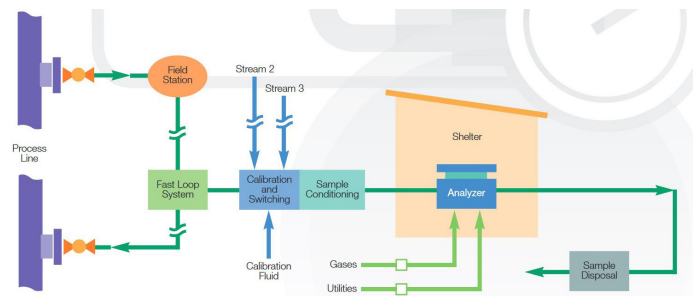 Stream 2
Field
Station
Stream 3
Process
Line
Shelter
Fast Loop
System
Calibration
and
Switching
Sample
Conditioning
Analyzer
Calibration
Fluid
Gases
Utilities
Sample
Disposal